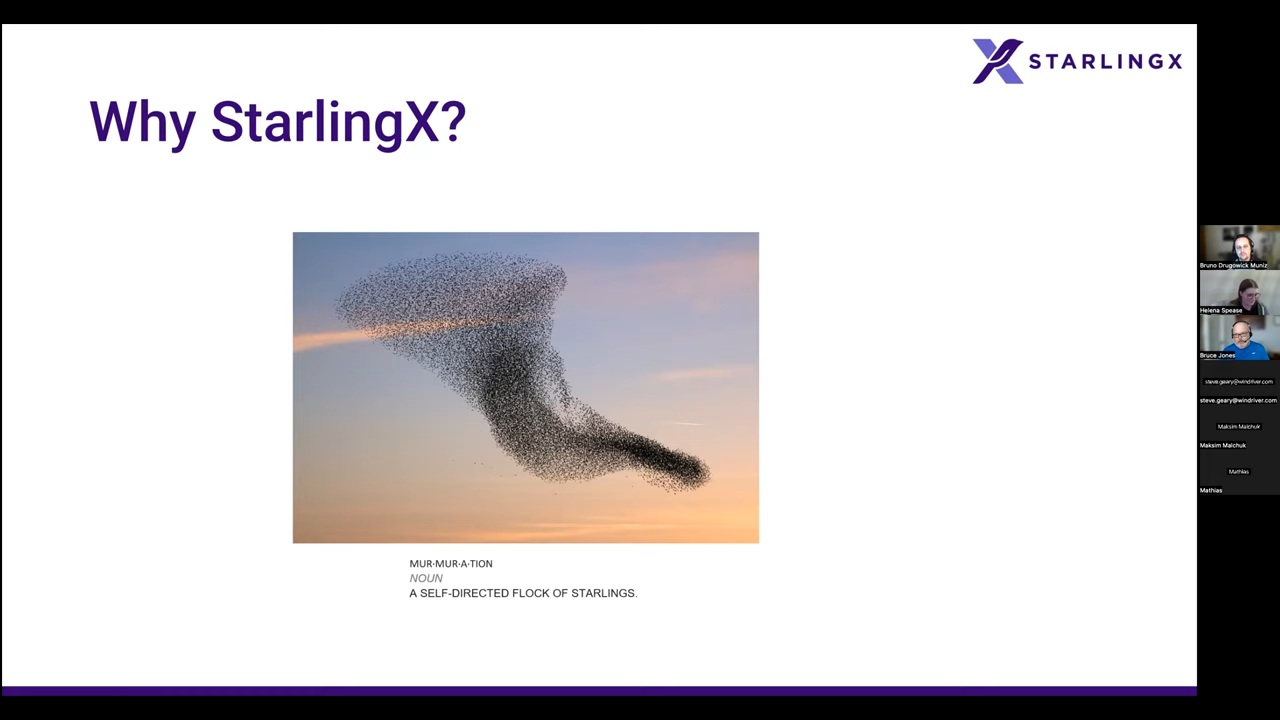 STARLINGX
Why StarlingX?
MUR·MUR·A·TION
NOUN
A SELF-DIRECTED FLOCK OF STARLINGS.
Bruno Drugowick Muniz
Helena Spease
Bruce Jones
steve.geary@windriver.com
steve.geary@windriver.com
Maksim Malchuk
Maksim Malchuk
Mathias
Mathias